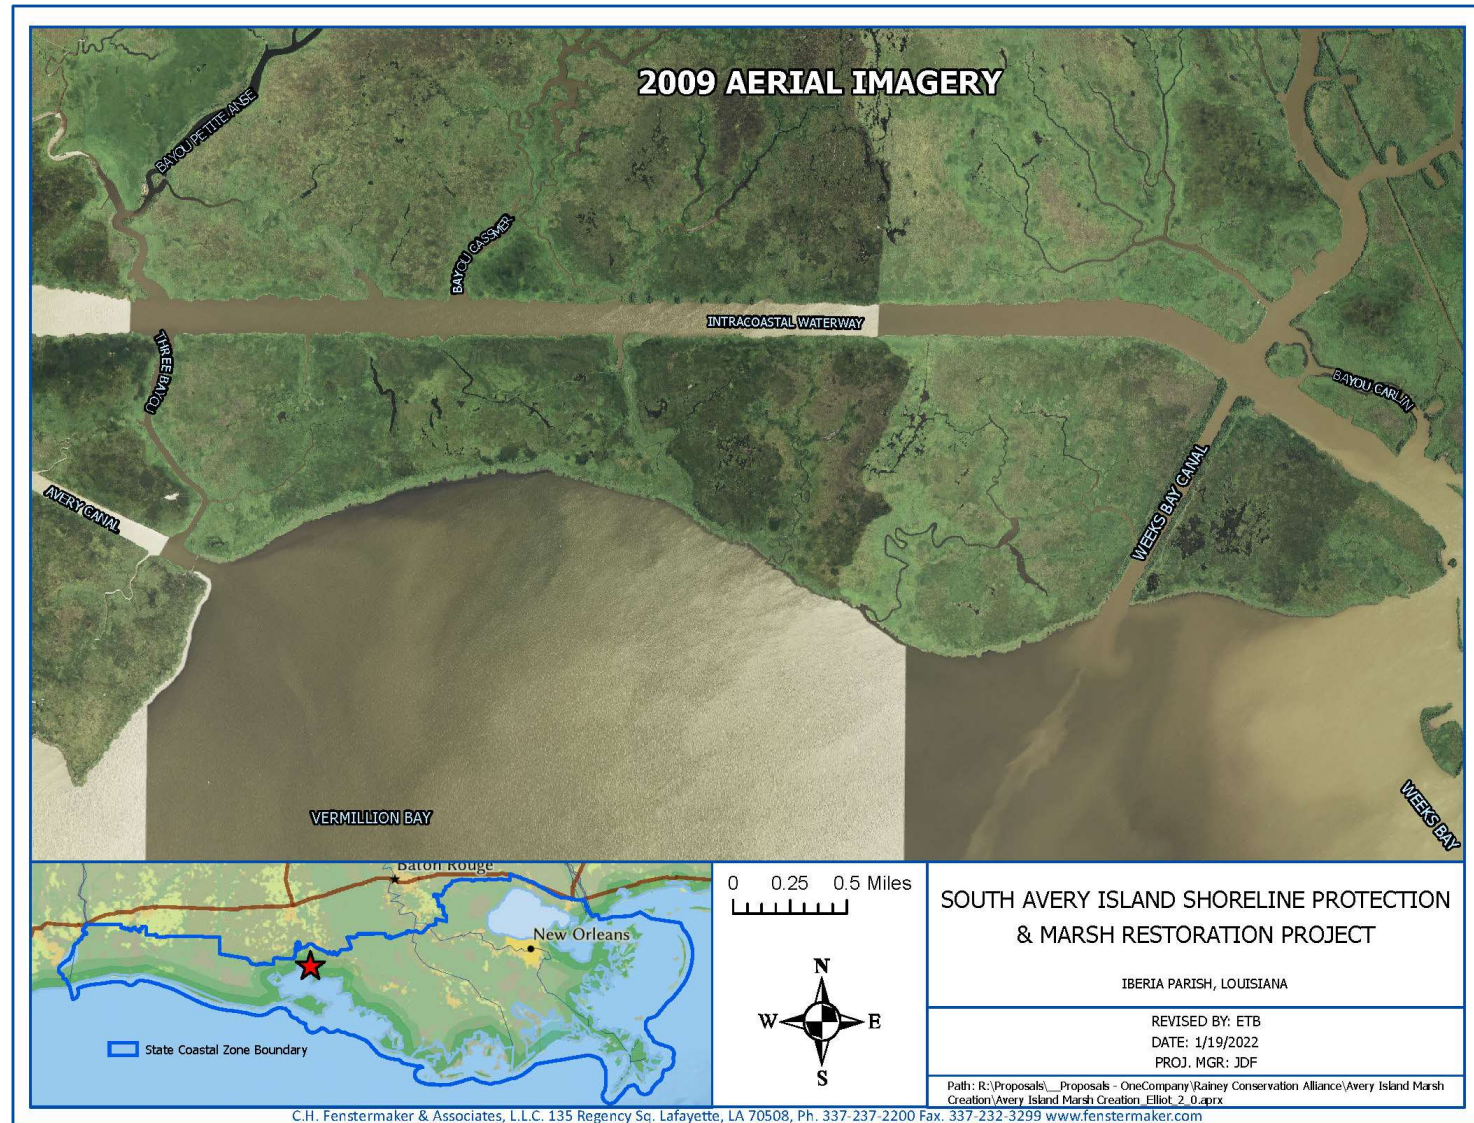 2009 AERIAL IMAGERY
BAYOU PETITE ANSE
BAYOU CASSMER
INTRACOASTAL WATERWAY
THREE BAYOU
BAYOU CARLIN
AVERY CANAL
WEEKS BAY CANAL
VERMILLION BAY
WEEKS BAY
Baton Rouge
New Orleans
State Coastal Zone Boundary
0 0.25 0.5 Miles
N
W E
S
SOUTH AVERY ISLAND SHORELINE PROTECTION
& MARSH RESTORATION PROJECT
IBERIA PARISH, LOUISIANA
REVISED BY: ETB
DATE: 1/19/2022
PROJ. MGR: JDF
Path: R:\Proposals\__Proposals - OneCompany\Rainey Conservation Alliance\Avery Island Marsh
Creation\Avery Island Marsh Creation_Elliot_2_0.aprx
C.H. Fenstermaker & Associates, L.L.C. 135 Regency Sq. Lafayette, LA 70508, Ph. 337-237-2200 Fax. 337-232-3299 www.fenstermaker.com